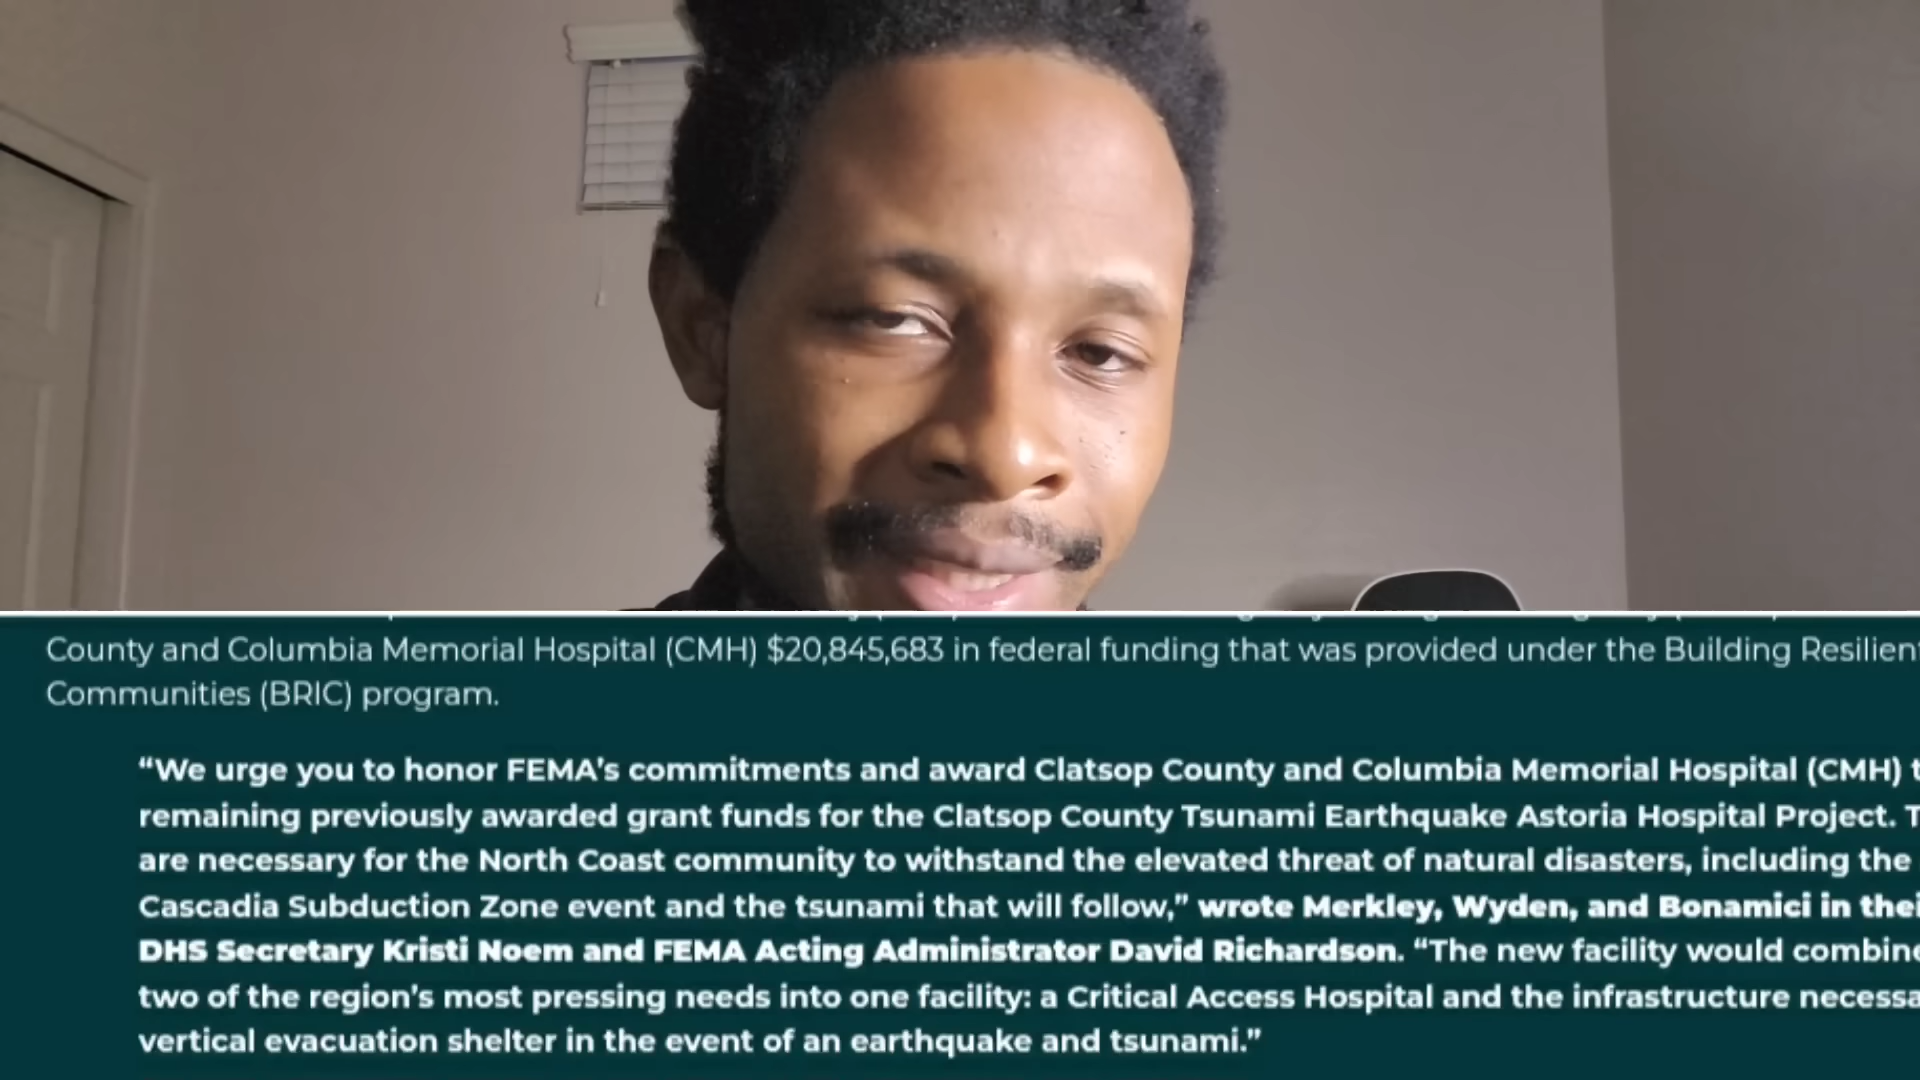 County and Columbia Memorial Hospital (CMH) $20,845,683 in federal funding that was provided under the Building Resilient
Communities (BRIC) program.
“We urge you to honor FEMA’s commitments and award Clatsop County and Columbia Memorial Hospital (CMH)
remaining previously awarded grant funds for the Clatsop County Tsunami Earthquake Astoria Hospital Project.
are necessary for the North Coast community to withstand the elevated threat of natural disasters, including the
Cascadia Subduction Zone event and the tsunami that will follow,” wrote Merkley, Wyden, and Bonamici in their
DHS Secretary Kristi Noem and FEMA Acting Administrator David Richardson. “The new facility would combine
two of the region’s most pressing needs into one facility: a Critical Access Hospital and the infrastructure
vertical evacuation shelter in the event of an earthquake and tsunami.”